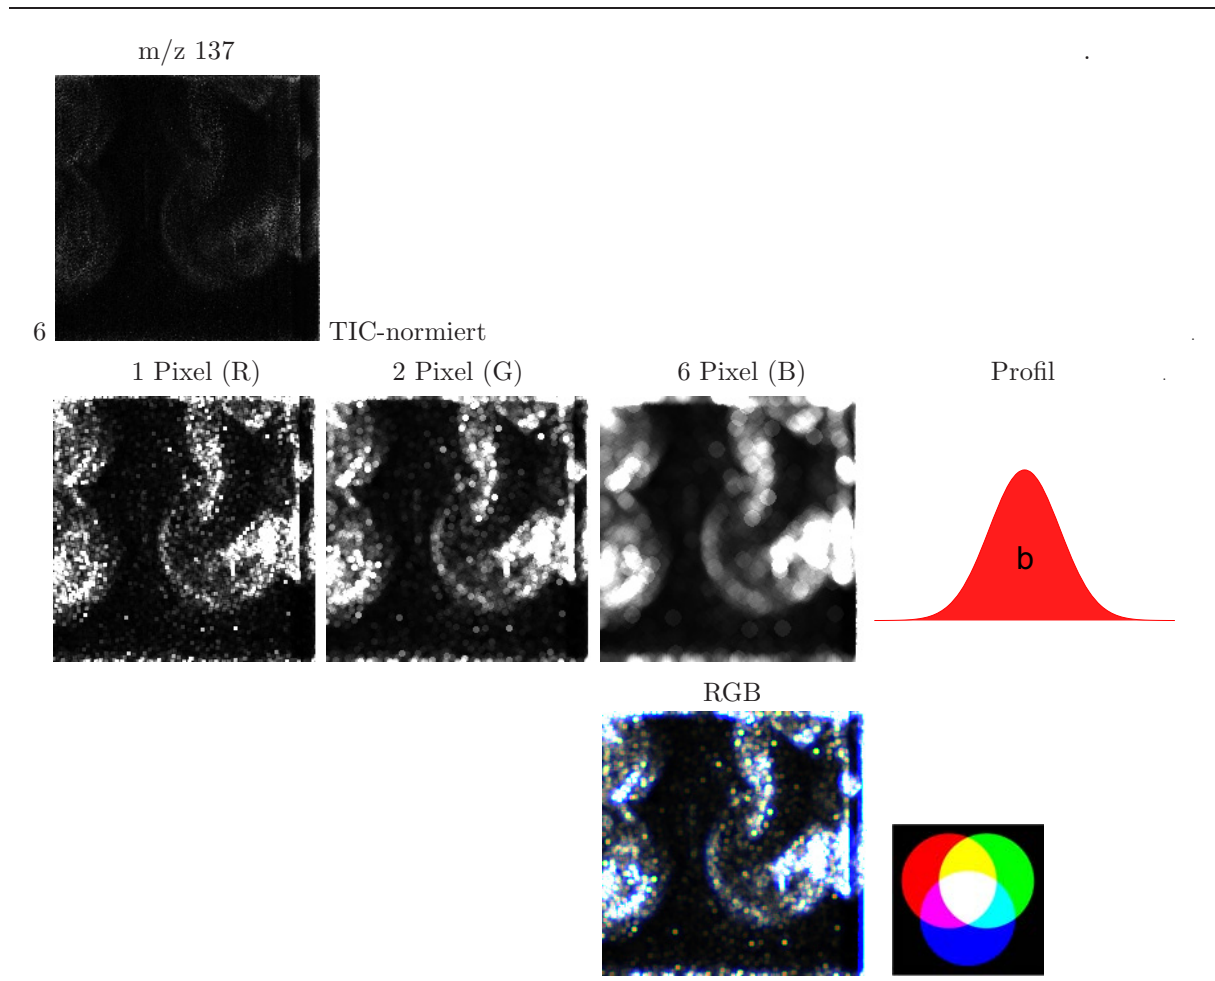 m/z 137 .
6 TIC-normiert .
1 Pixel (R) 2 Pixel (G) 6 Pixel (B) Profil .
b
RGB